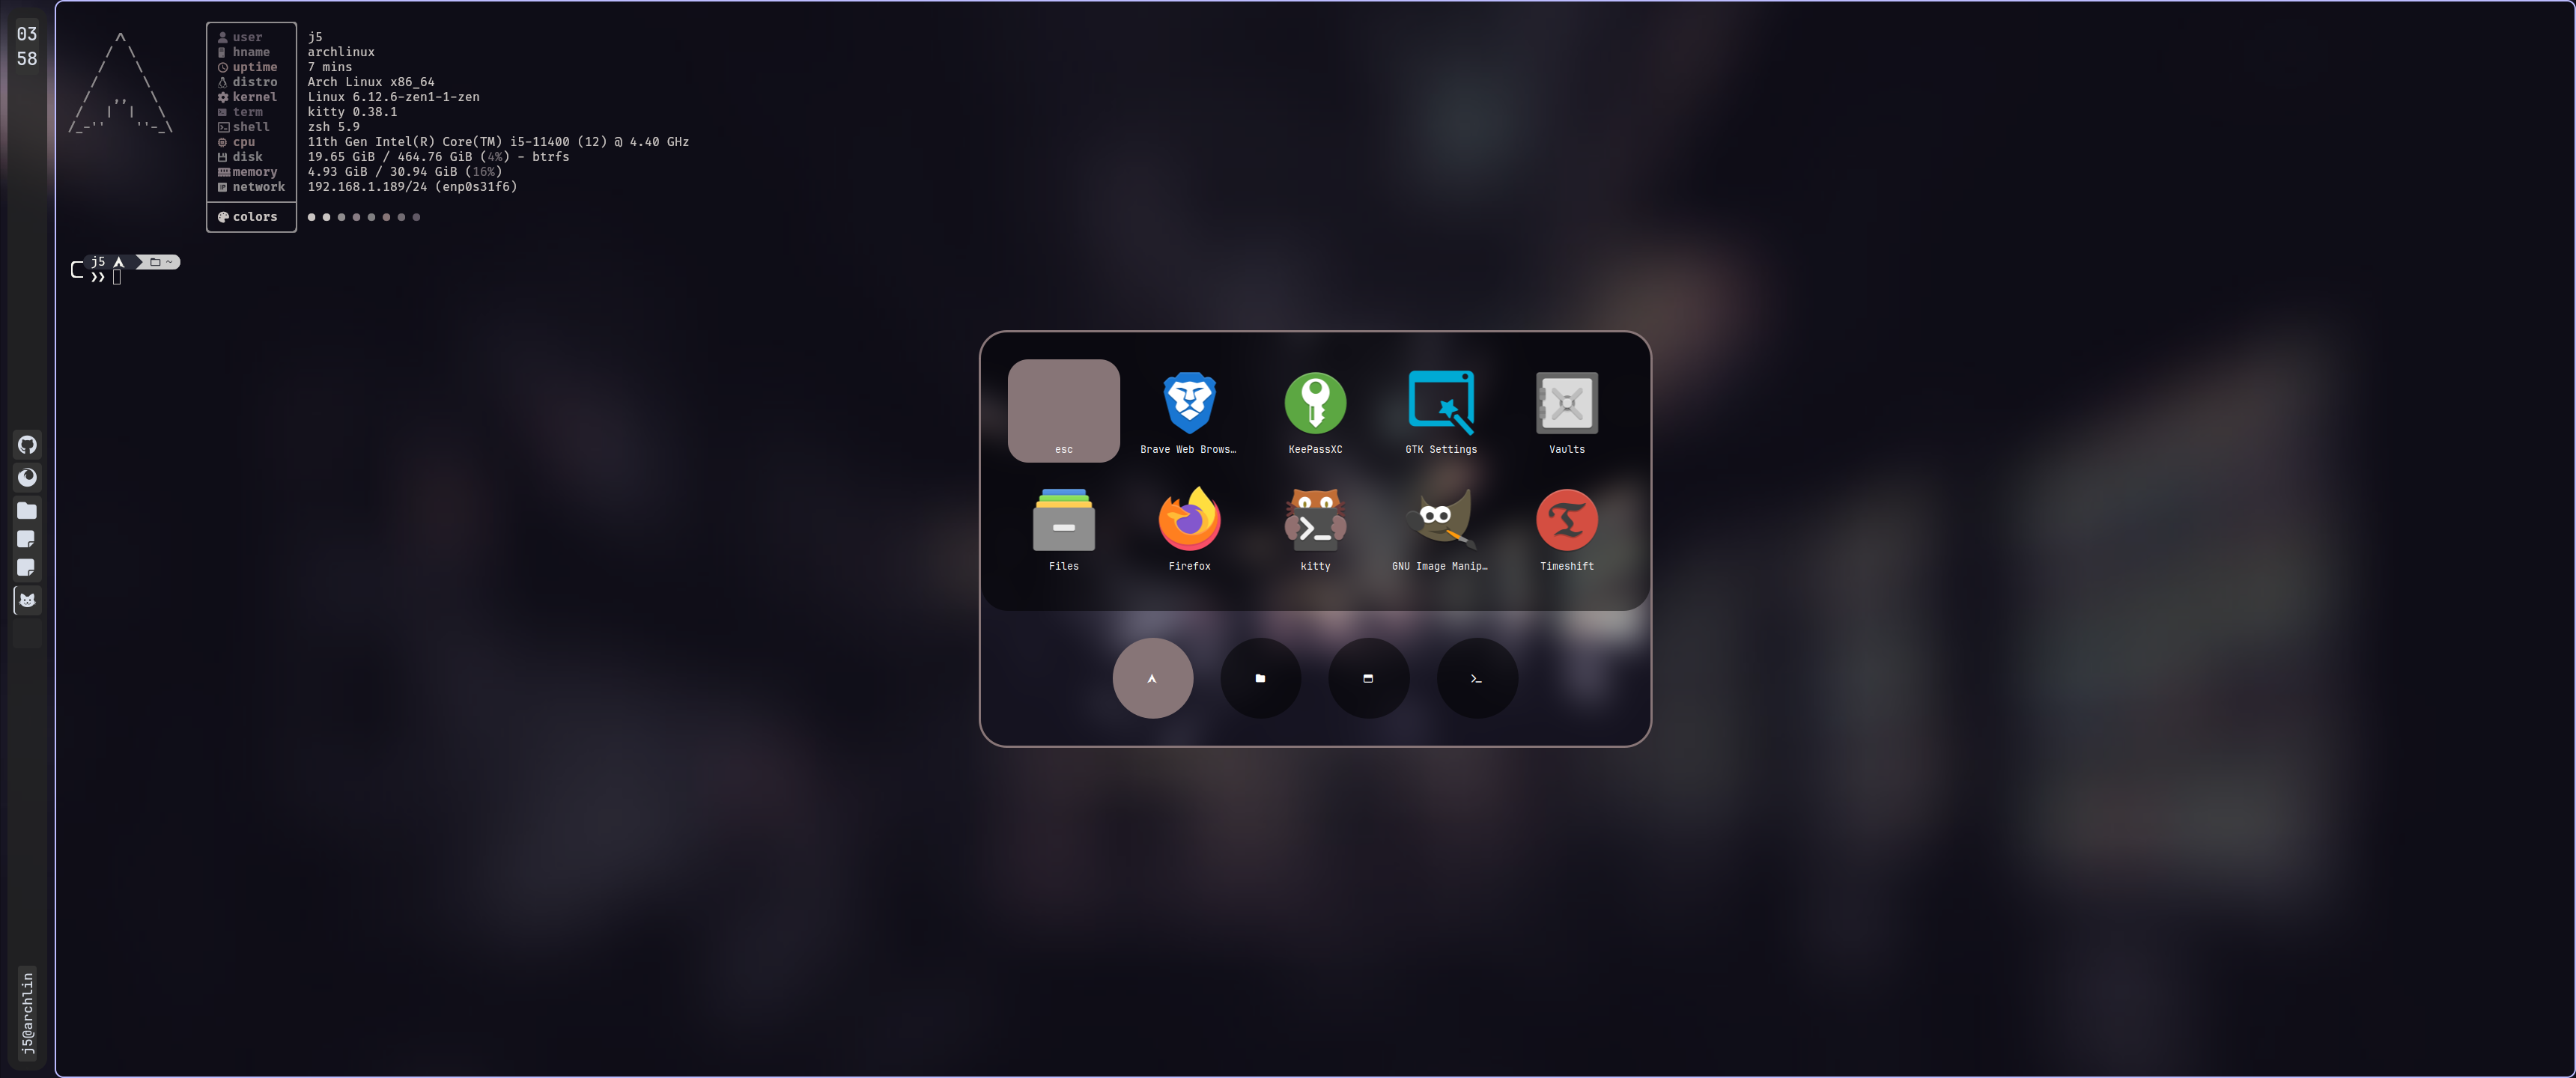 03
58
user j5
hname archlinux
uptime 7 mins
distro Arch Linux x86_64
kernel Linux 6.12.6-zen1-1-zen
term kitty 0.38.1
shell zsh 5.9
cpu 11th Gen Intel(R) Core(TM) i5-11400 (12) @ 4.40 GHz
disk 19.65 GiB / 464.76 GiB (4%) - btrfs
memory 4.93 GiB / 30.94 GiB (16%)
network 192.168.1.189/24 (enp0s31f6)
colors
j5 ~
❯❯
esc
Brave Web Brows…
KeePassXC
GTK Settings
Vaults
Files
Firefox
kitty
GNU Image Manip…
Timeshift
j5@archlin